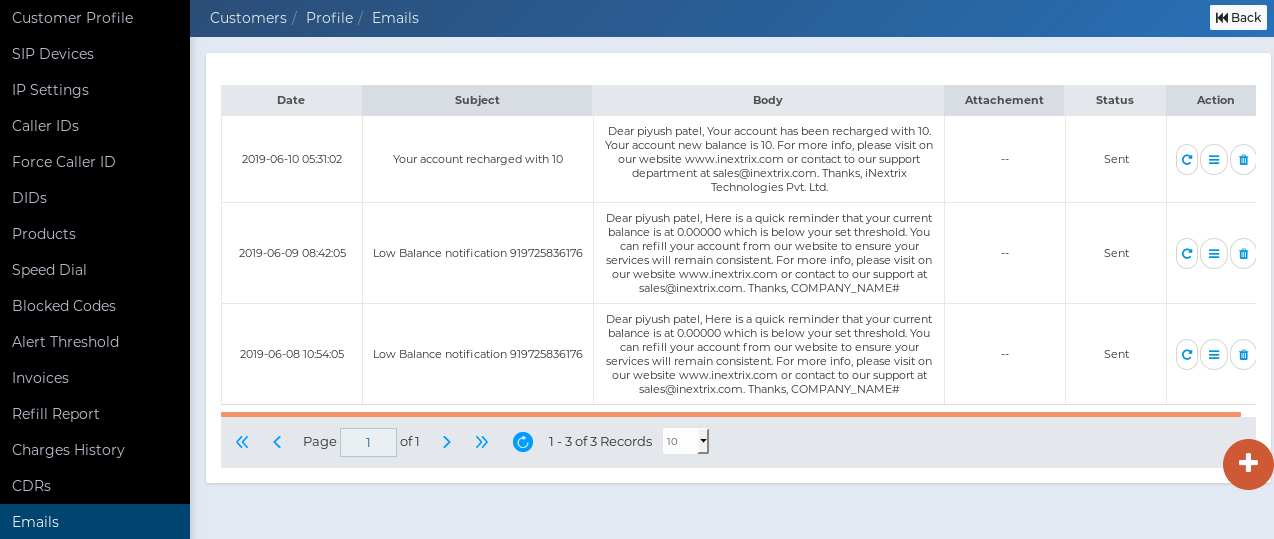 Customer Profile
SIP Devices
IP Settings
Caller IDs
Force Caller ID
DIDs
Products
Speed Dial
Blocked Codes
Alert Threshold
Invoices
Refill Report
Charges History
CDRs
Emails
Customers / Profile / Emails
Back
Date Subject Body Attachement Status Action
2019-06-10 05:31:02
Your account recharged with 10
Dear piyush patel, Your account has been recharged with 10.
Your account new balance is 10. For more info, please visit on
our website www.inextrix.com or contact to our support
department at sales@inextrix.com. Thanks, iNextrix
Technologies Pvt. Ltd.
--
Sent
2019-06-09 08:42:05
Low Balance notification 919725836176
Dear piyush patel, Here is a quick reminder that your current
balance is at 0.00000 which is below your set threshold. You
can refill your account from our website to ensure your
services will remain consistent. For more info, please visit on
our website www.inextrix.com or contact to our support at
sales@inextrix.com. Thanks, COMPANY_NAME#
--
Sent
2019-06-08 10:54:05
Low Balance notification 919725836176
Dear piyush patel, Here is a quick reminder that your current
balance is at 0.00000 which is below your set threshold. You
can refill your account from our website to ensure your
services will remain consistent. For more info, please visit on
our website www.inextrix.com or contact to our support at
sales@inextrix.com. Thanks, COMPANY_NAME#
--
Sent
Page 1 of 1 1 - 3 of 3 Records 10